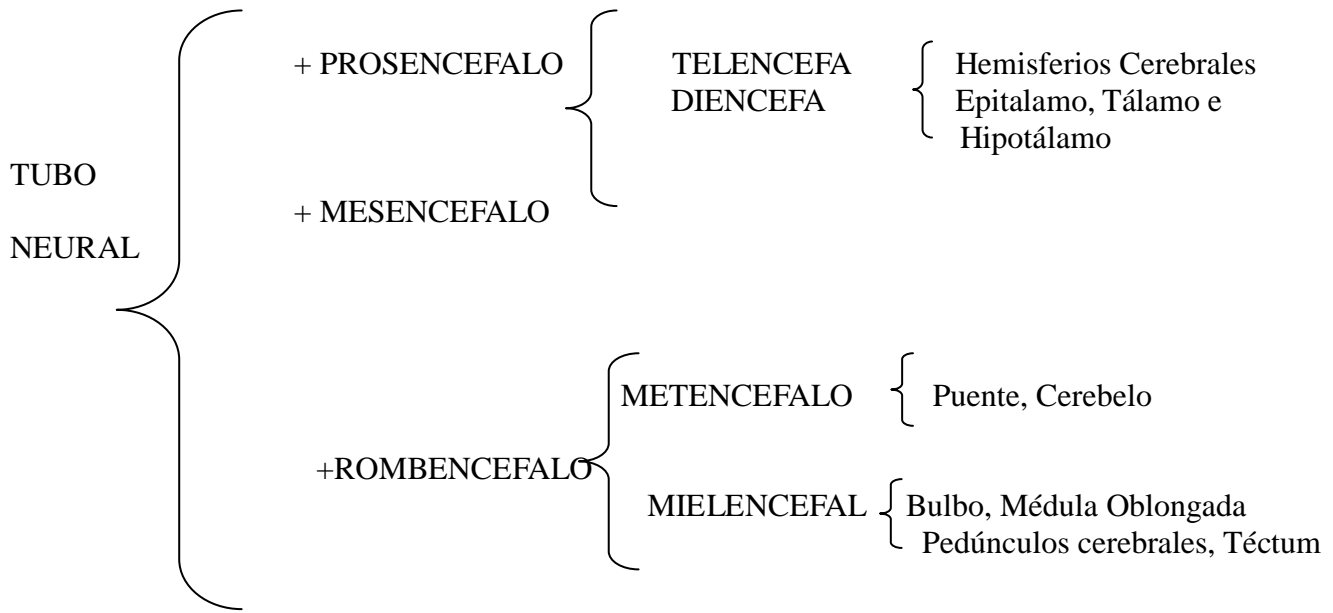 + PROSENCEFALO
TELENCEFA
DIENCEFA
Hemisferios Cerebrales
Epitalamo, Tálamo e
Hipotálamo
TUBO
NEURAL
+ MESENCEFALO
METENCEFALO
Puente, Cerebelo
+ROMBENCEFALO
MIELENCEFAL
Bulbo, Médula Oblongada
Pedúnculos cerebrales, Téctum